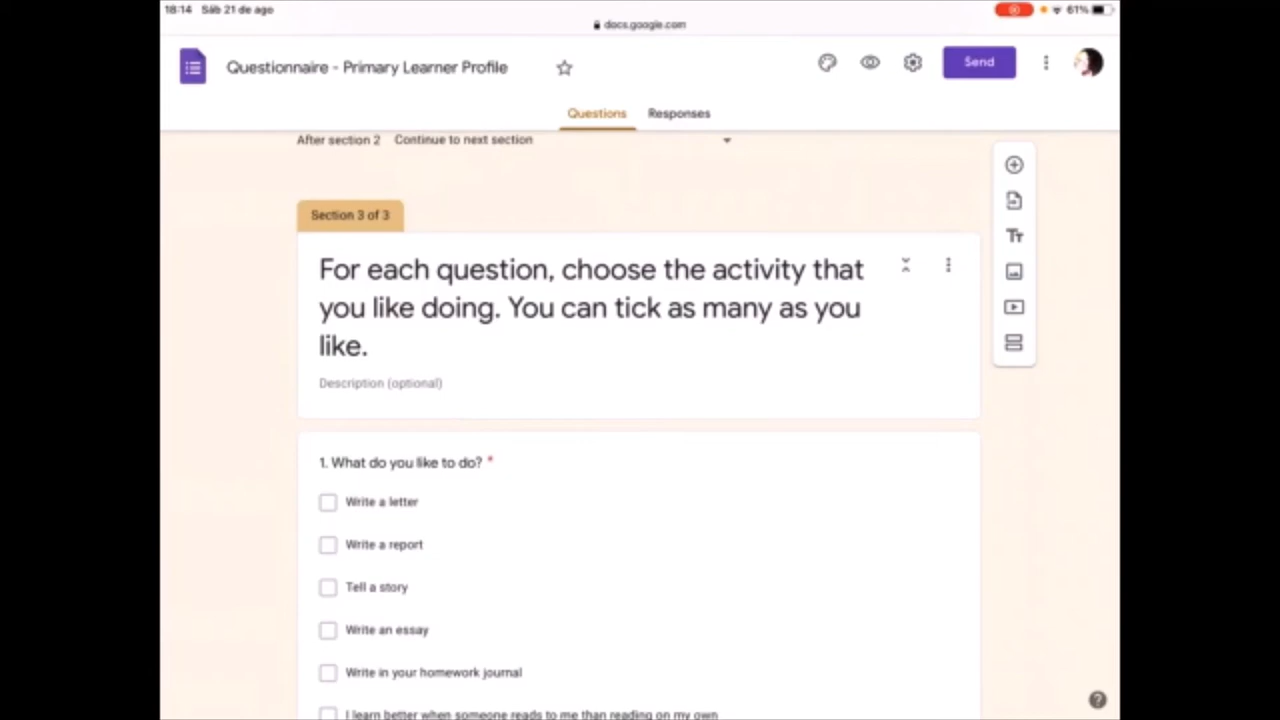 18:14 Sáb 21 de ago
61%
docs.google.com
Questionnaire - Primary Learner Profile
Send
Questions Responses
After section 2 Continue to next section
Section 3 of 3
For each question, choose the activity that
you like doing. You can tick as many as you
like.
Description (optional)
1. What do you like to do? *
Write a letter
Write a report
Tell a story
Write an essay
Write in your homework journal
I learn better when someone reads to me than reading on my own